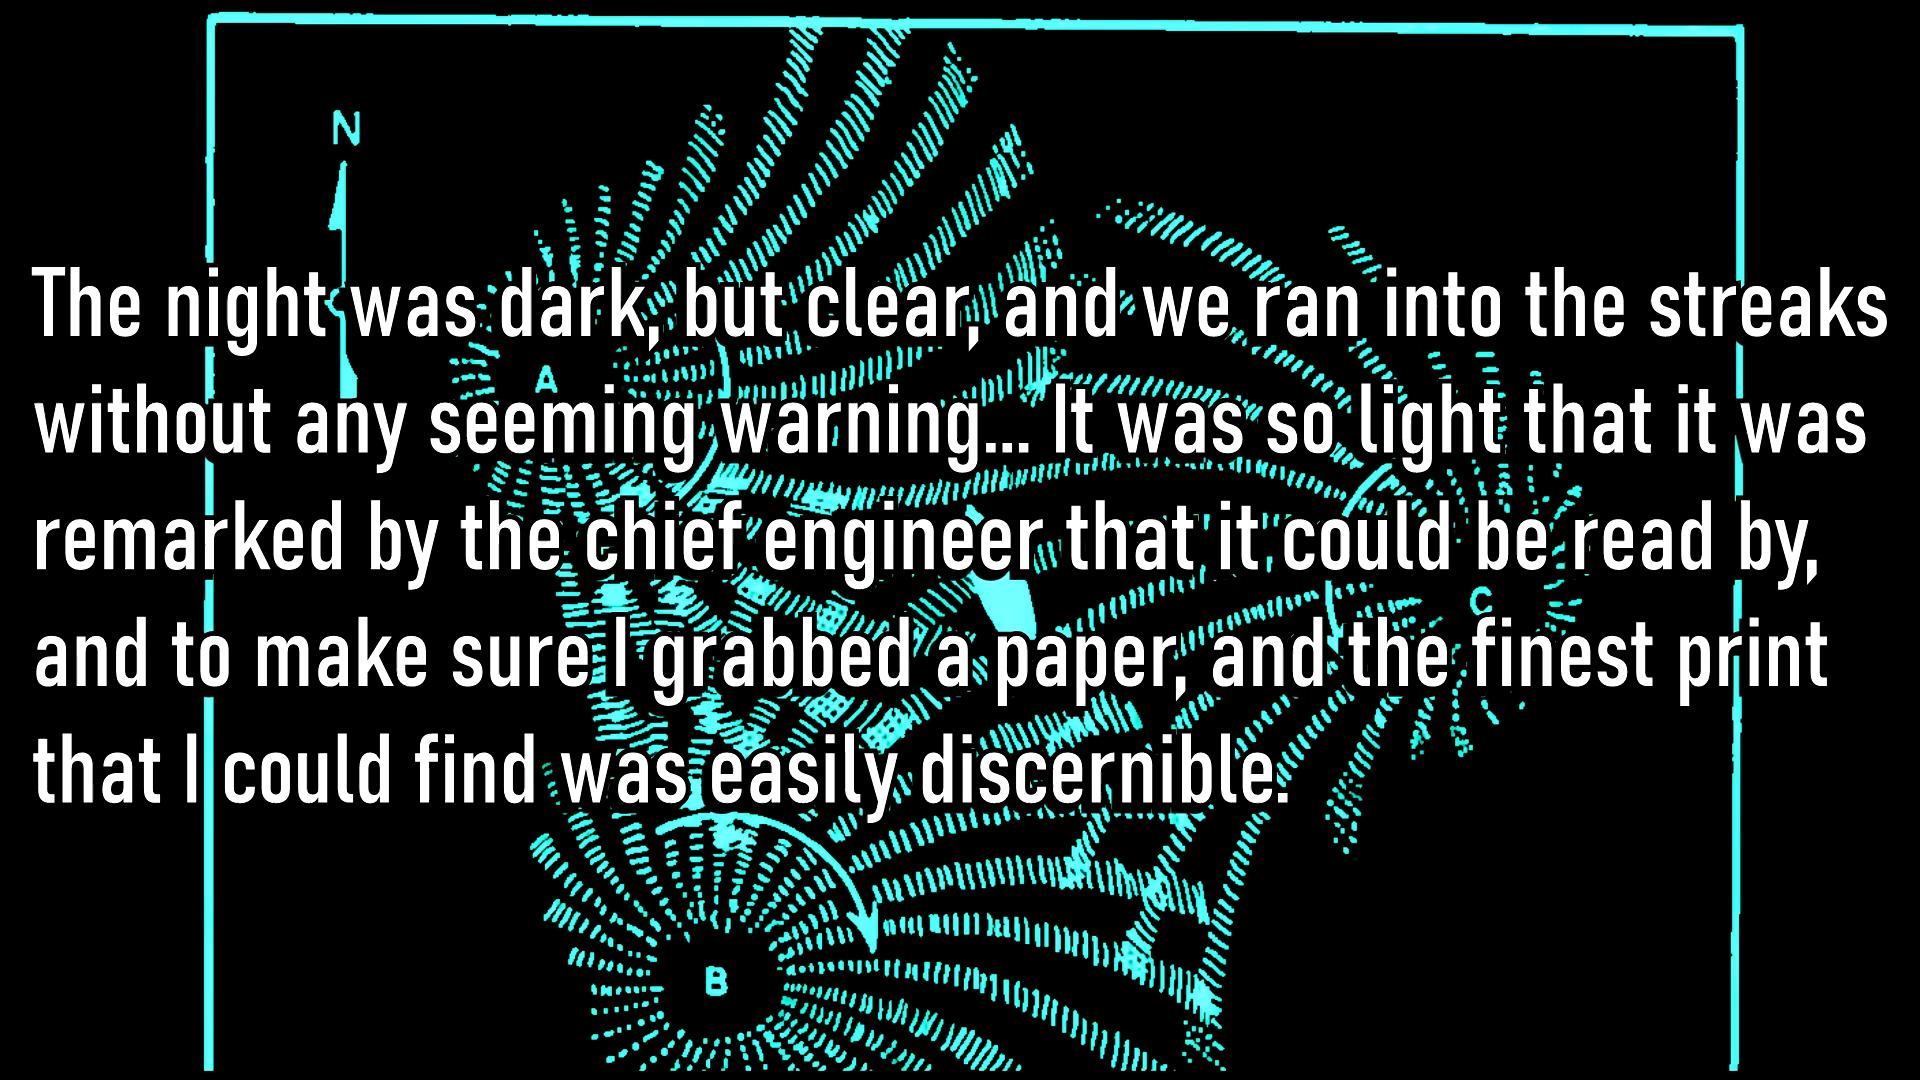 N
The night was dark, but clear, and we ran into the streaks
A
without any seeming warning... It was so light that it was
remarked by the chief engineer that it could be read by,
C
and to make sure I grabbed a paper, and the finest print
that I could find was easily discernible.
B